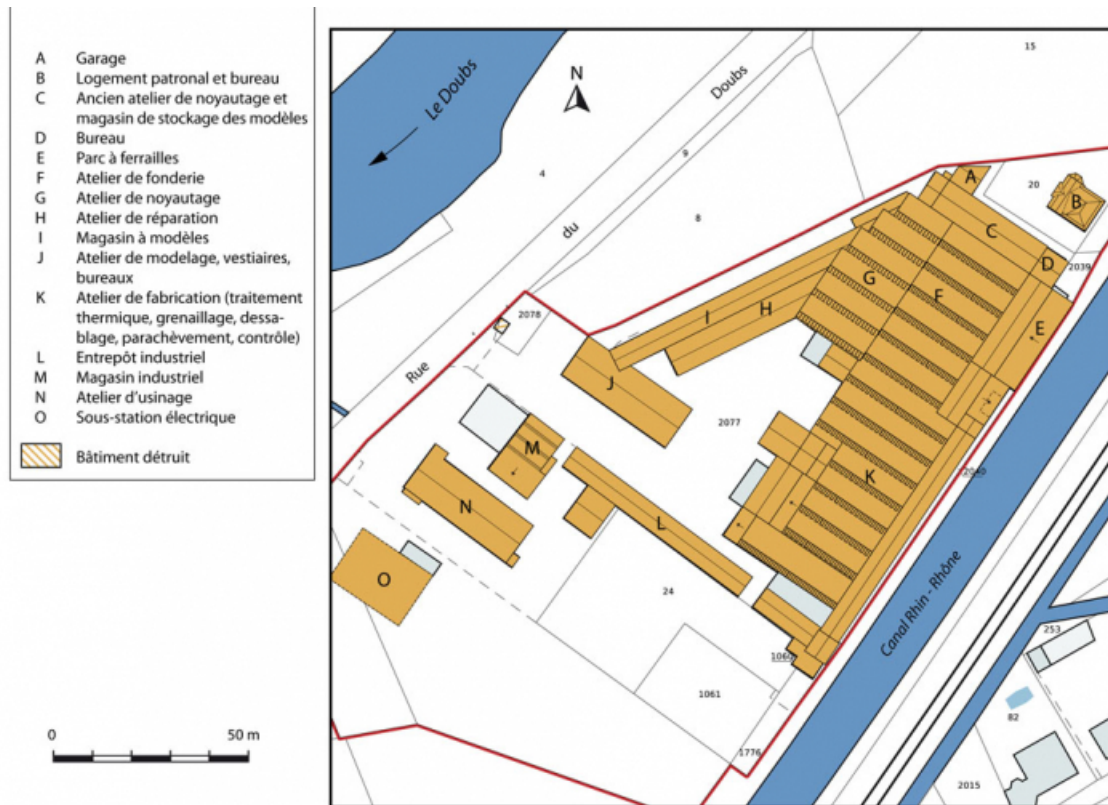 A Garage
B Logement patronal et bureau
C Ancien atelier de noyautage et
magasin de stockage des modèles
D Bureau
E Parc à ferrailles
F Atelier de fonderie
G Atelier de noyautage
H Atelier de réparation
I Magasin à modèles
J Atelier de modelage, vestiaires,
bureaux
K Atelier de fabrication (traitement
thermique, grenaillage, dessa-
blage, parachèvement, contrôle)
L Entrepôt industriel
M Magasin industriel
N Atelier d'usinage
O Sous-station électrique
Bâtiment détruit
0 50 m
Le Doubs
N
Rue du Doubs
15
4
9
8
20
A
B
C
D
2039
E
F
G
H
I
J
2078
2077
K
2040
L
M
N
O
24
1060
1061
1776
Canal Rhin - Rhône
253
82
2015